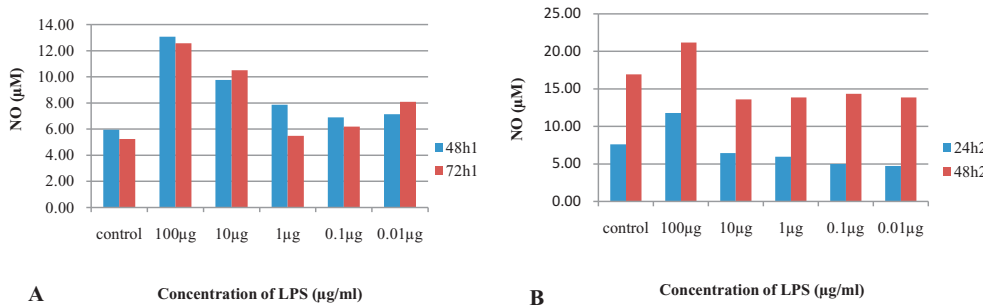 14.00
12.00
10.00
8.00
6.00
4.00
2.00
0.00
NO (µM)
control 100µg 10µg 1µg 0.1µg 0.01µg
48h1
72h1
A
Concentration of LPS (µg/ml)
25.00
20.00
15.00
10.00
5.00
0.00
NO (µM)
control 100µg 10µg 1µg 0.1µg 0.01µg
24h2
48h2
B
Concentration of LPS (µg/ml)